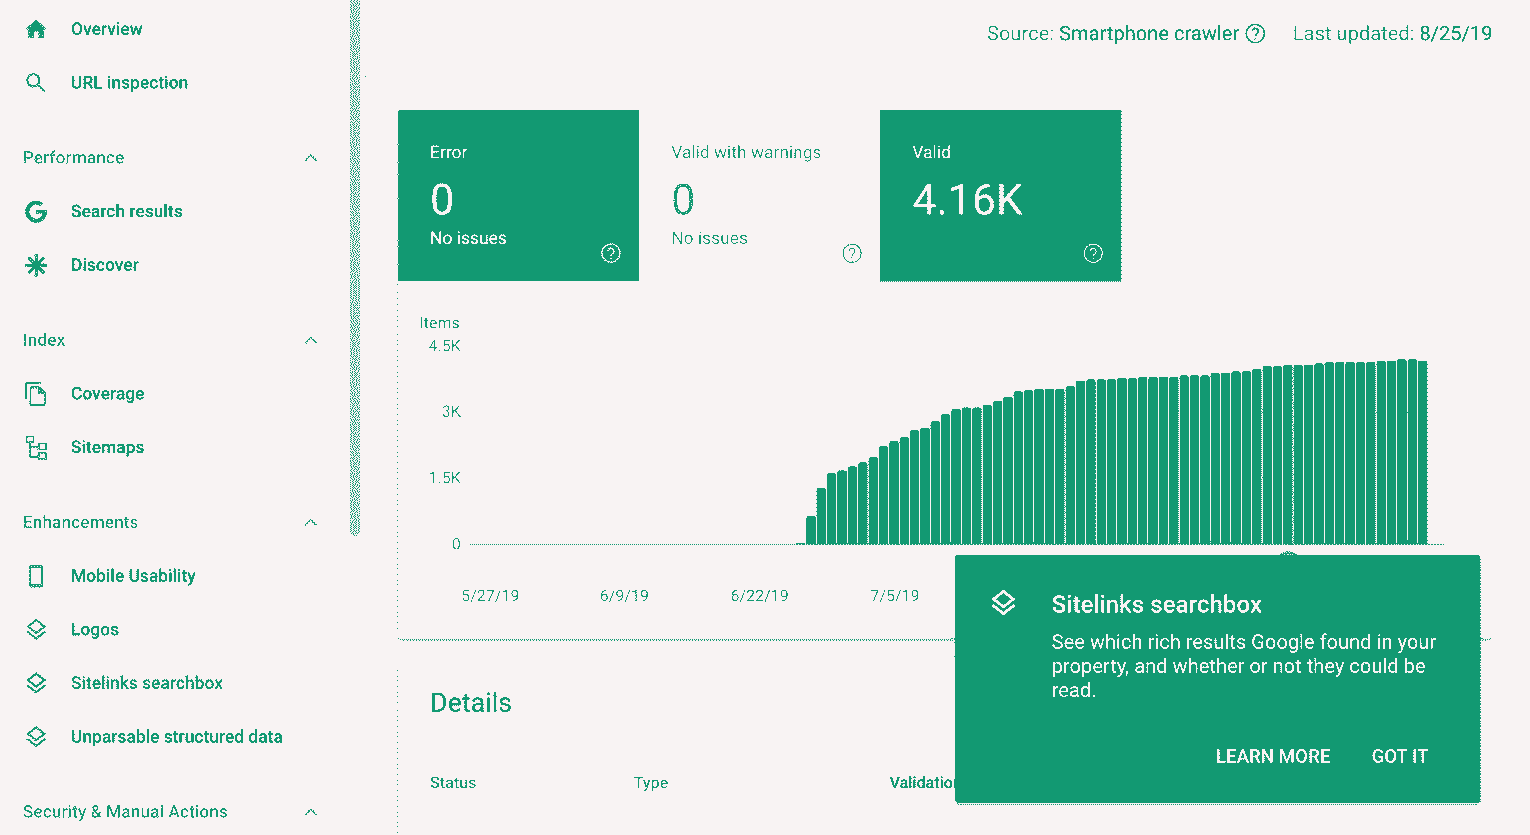 Overview
URL inspection
Performance
Search results
Discover
Index
Coverage
Sitemaps
Enhancements
Mobile Usability
Logos
Sitelinks searchbox
Unparsable structured data
Security & Manual Actions
Source: Smartphone crawler
Last updated: 8/25/19
Error
0
No issues
Valid with warnings
0
No issues
Valid
4.16K
Items
4.5K
3K
1.5K
0
5/27/19
6/9/19
6/22/19
7/5/19
Details
Status
Type
Sitelinks searchbox
See which rich results Google found in your
property, and whether or not they could be
read.
LEARN MORE
GOT IT